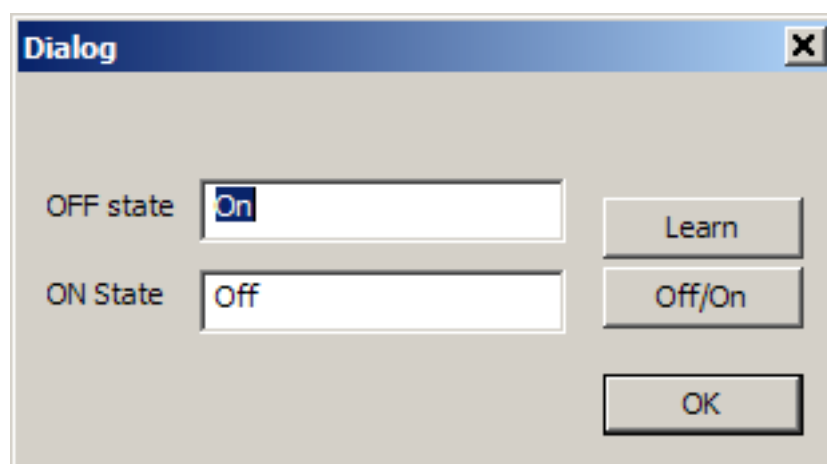 Dialog
OFF state
On
Learn
ON State
Off
Off/On
OK